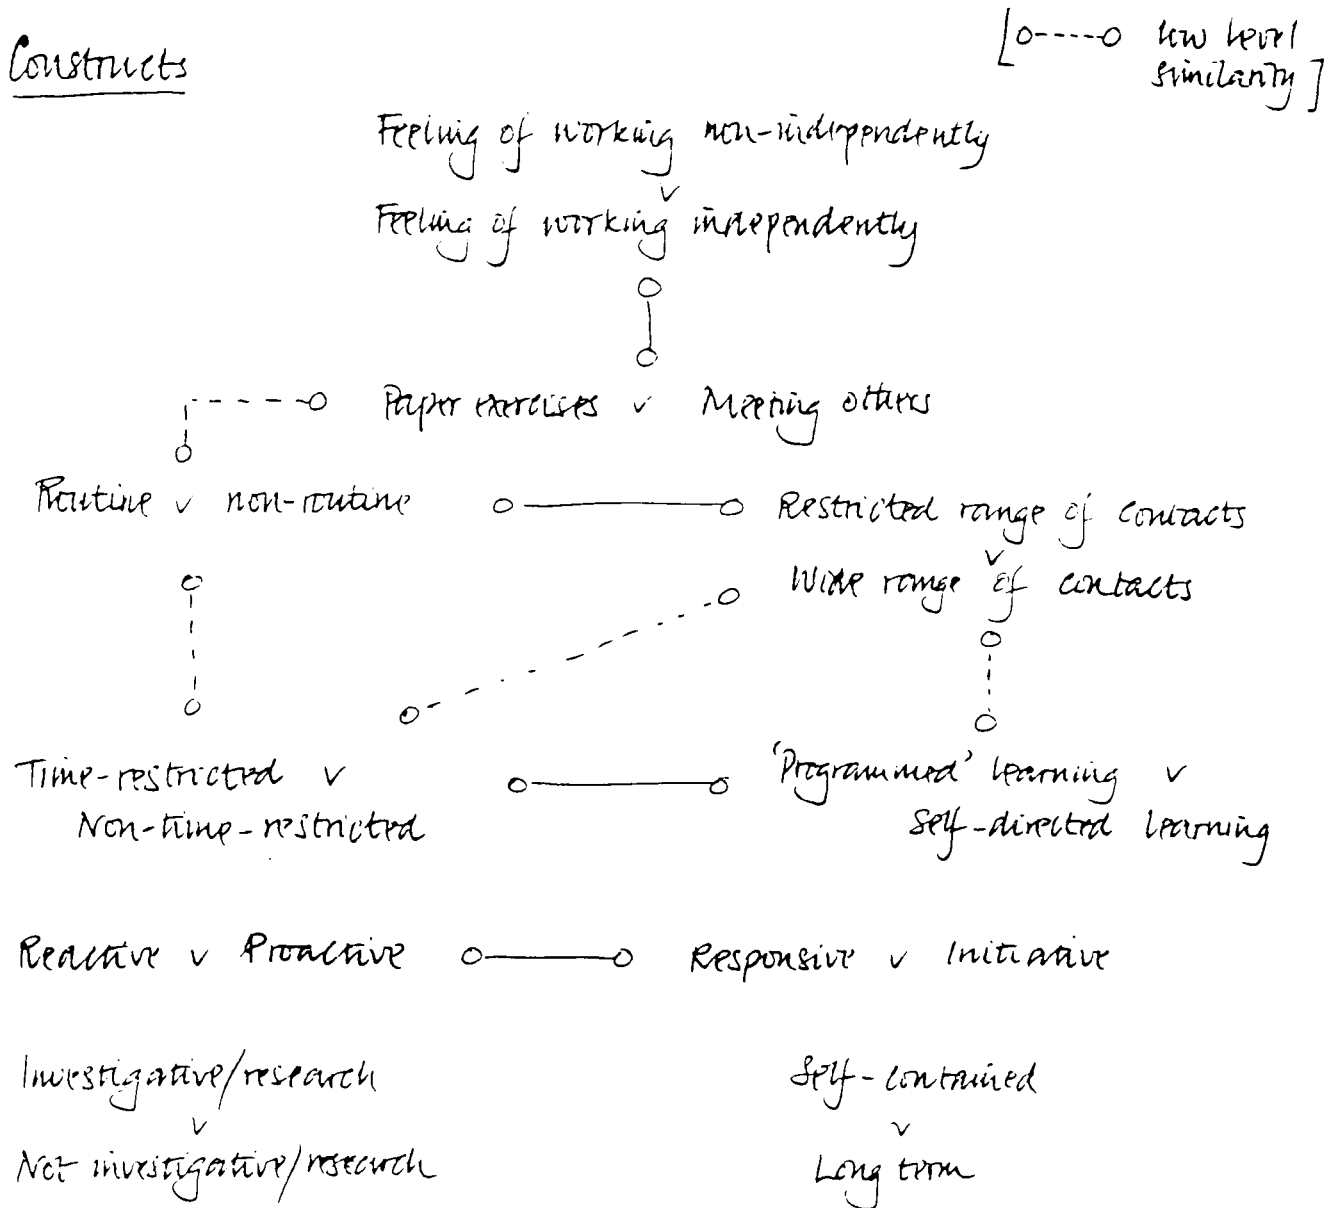 Constructs
[o-----o low level
similarity]
Feeling of working non-independently
v
Feeling of working independently
Paper exercises v Meeting others
Routine v non-routine
Restricted range of contacts
v
Wide range of contacts
Time-restricted v
Non-time-restricted
'Programmed' learning v
Self-directed learning
Reactive v Proactive
Responsive v Initiative
Investigative/research
v
Not investigative/research
Self-contained
v
Long term